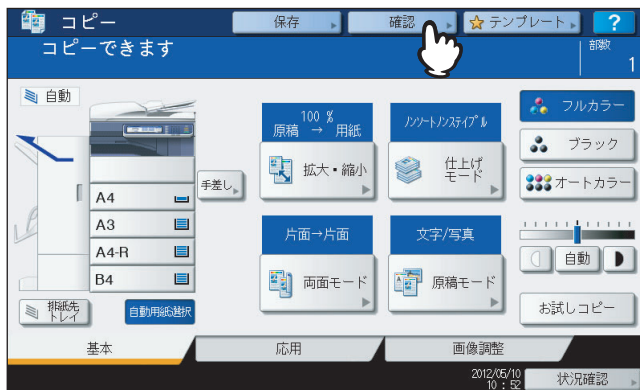 コピー
保存
確認
テンプレート
?
コピーできます
部数
1
自動
100 %
原稿 → 用紙
ノンソートノンステイプル
フルカラー
拡大・縮小
仕上げ
モード
ブラック
手差し
オートカラー
A4
A3
A4-R
B4
片面→片面
文字/写真
自動
両面モード
原稿モード
排紙先
トレイ
自動用紙選択
お試しコピー
基本
応用
画像調整
2012/05/10
10 : 52
状況確認